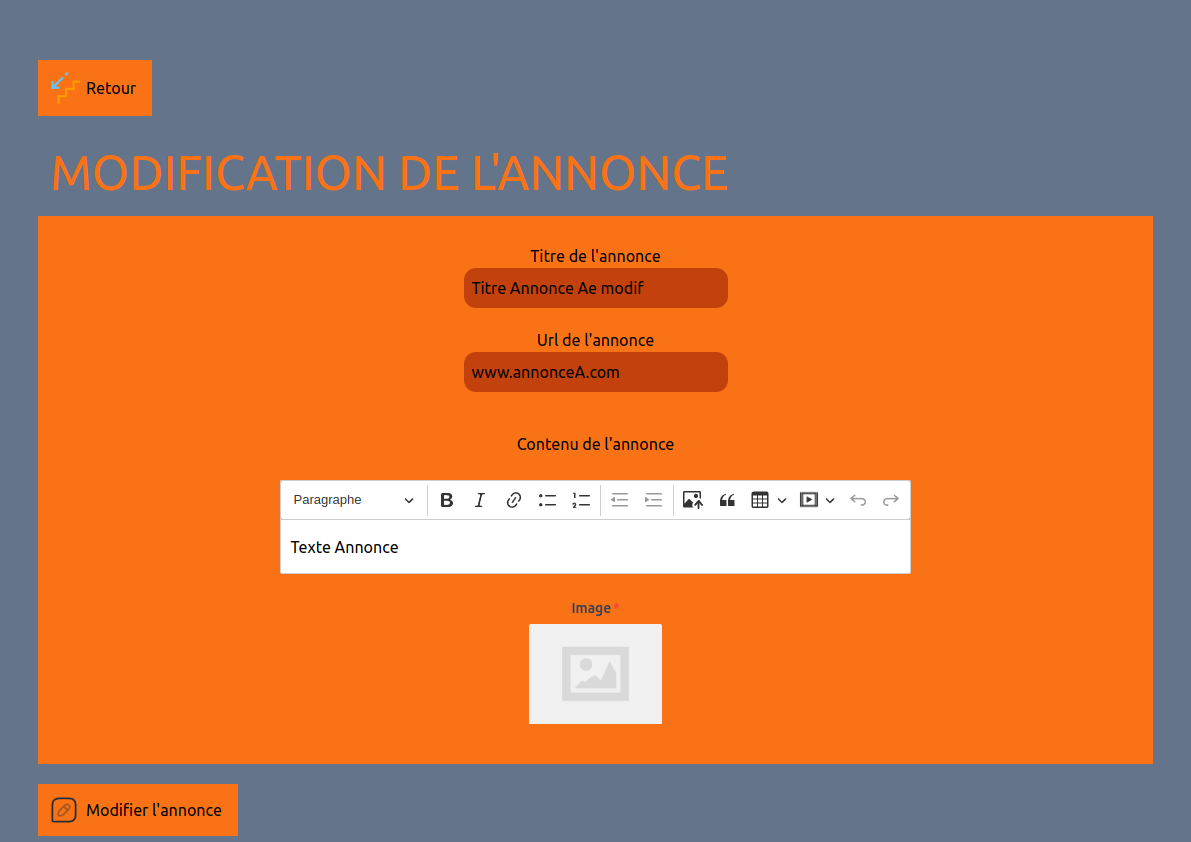 Retour
MODIFICATION DE L'ANNONCE
Titre de l'annonce
Titre Annonce Ae modif
Url de l'annonce
www.annonceA.com
Contenu de l'annonce
Paragraphe
Texte Annonce
Image *
Modifier l'annonce